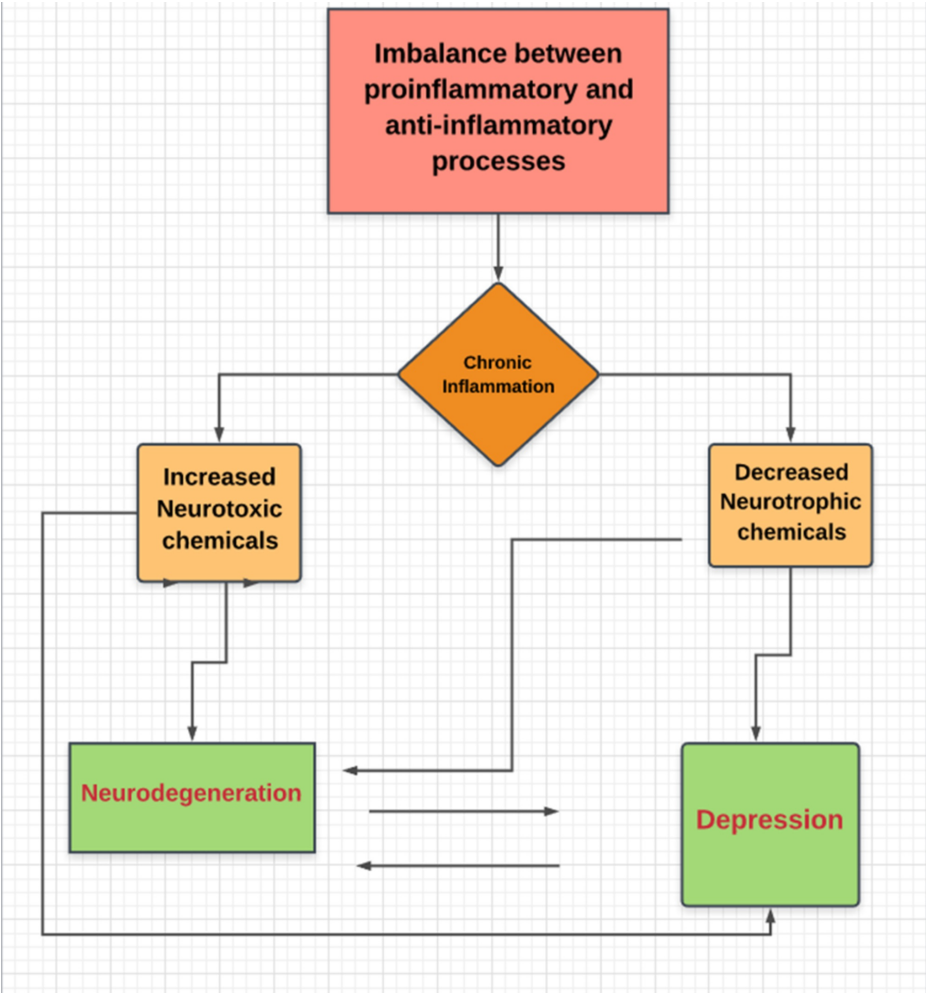 Imbalance between
proinflammatory and
anti-inflammatory
processes
Chronic
Inflammation
Increased
Neurotoxic
chemicals
Decreased
Neurotrophic
chemicals
Neurodegeneration
Depression